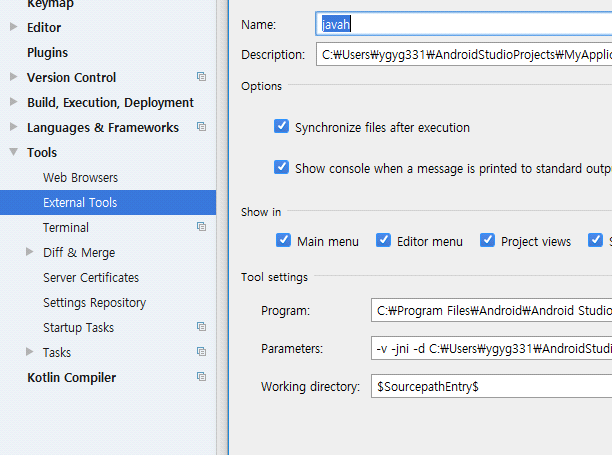 Keymap
Editor
Plugins
Version Control
Build, Execution, Deployment
Languages & Frameworks
Tools
Web Browsers
External Tools
Terminal
Diff & Merge
Server Certificates
Settings Repository
Startup Tasks
Tasks
Kotlin Compiler
Name: javah
Description: C:₩Users₩ygyg331₩AndroidStudioProjects₩MyApplic
Options
Synchronize files after execution
Show console when a message is printed to standard outp
Show in
Main menu Editor menu Project views S
Tool settings
Program: C:₩Program Files₩Android₩Android Studio
Parameters: -v -jni -d C:₩Users₩ygyg331₩AndroidStudi
Working directory: $SourcepathEntry$